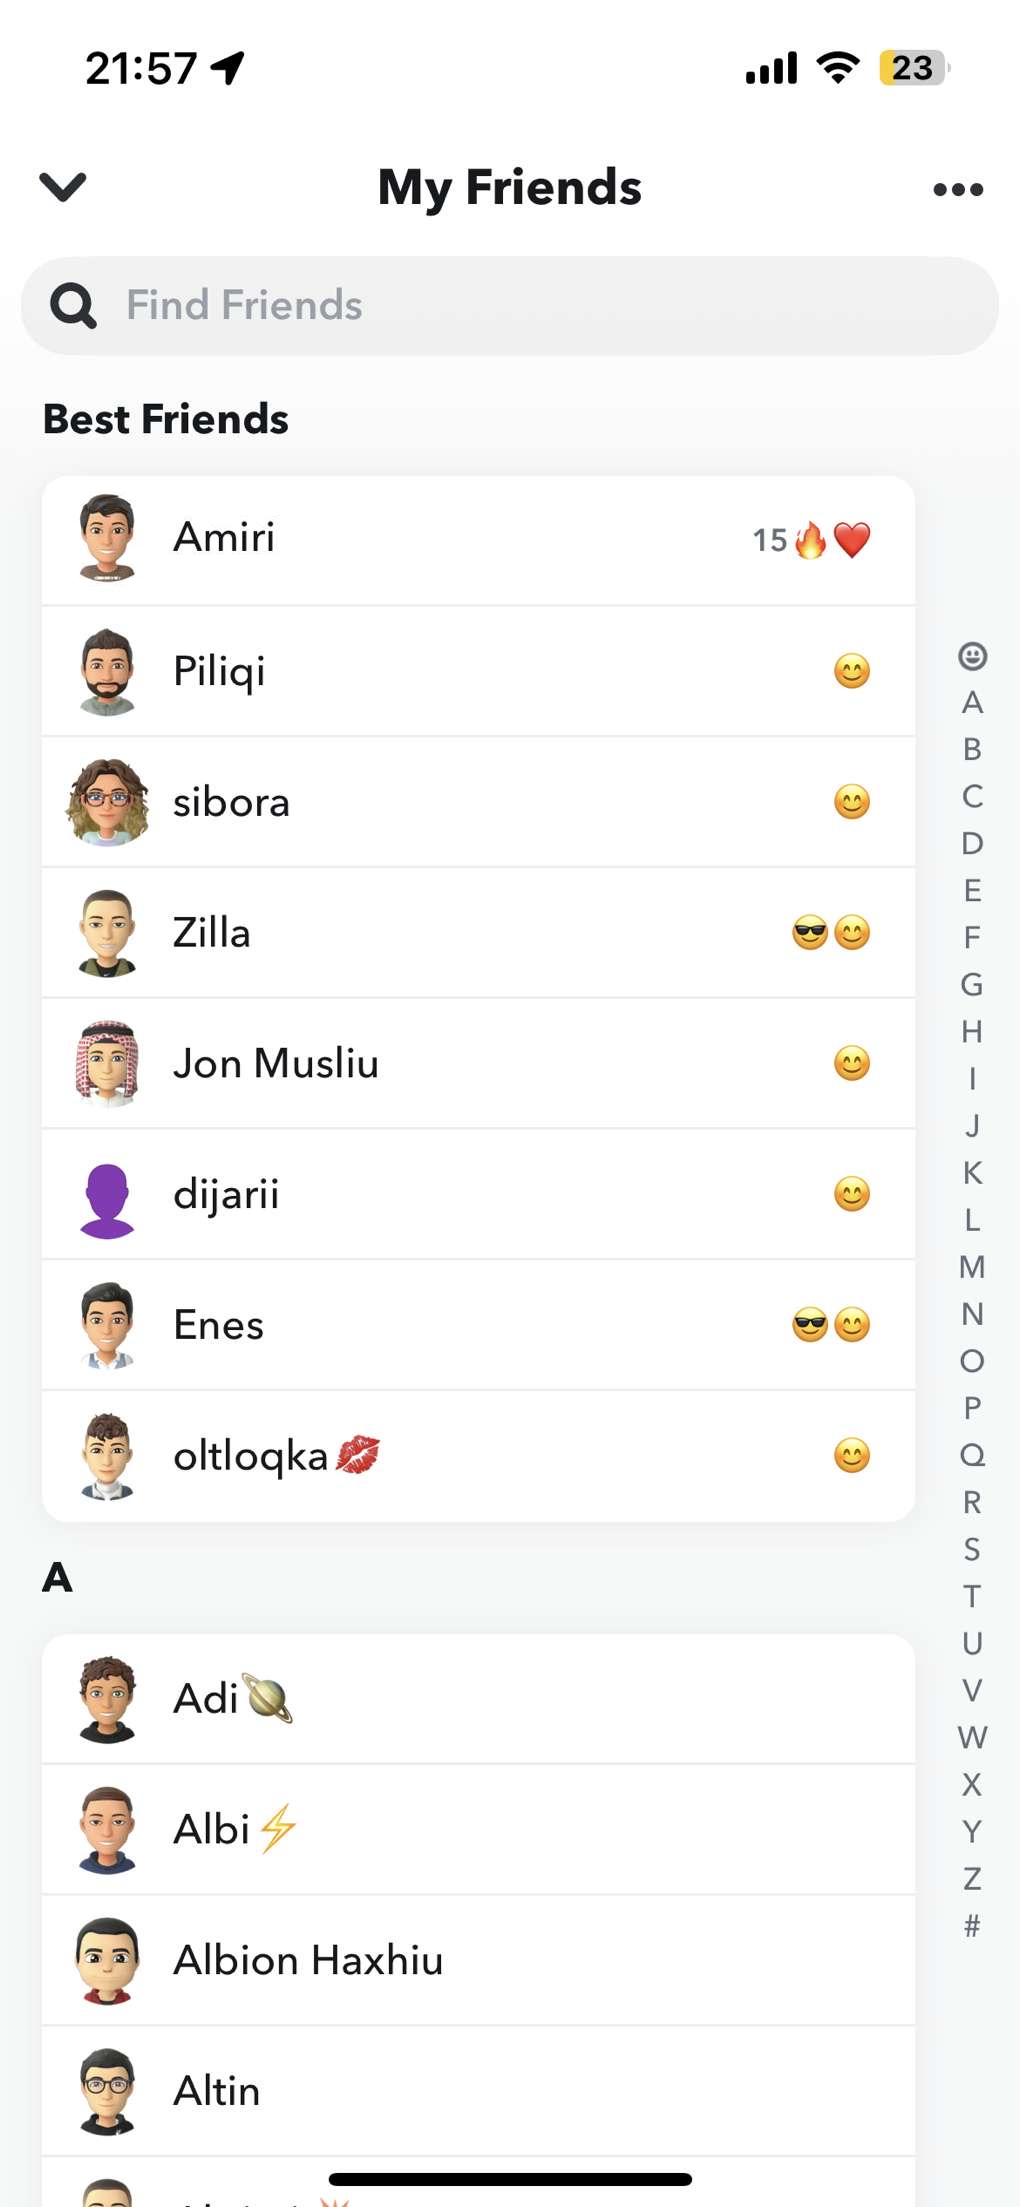 21:57
23
My Friends
Find Friends
Best Friends
Amiri 15🔥❤️
Piliqi 😊
sibora 😊
Zilla 😎😊
Jon Musliu 😊
dijarii 😊
Enes 😎😊
oltloqka💋 😊
A
Adi🪐
Albi⚡
Albion Haxhiu
Altin
A
B
C
D
E
F
G
H
I
J
K
L
M
N
O
P
Q
R
S
T
U
V
W
X
Y
Z
#